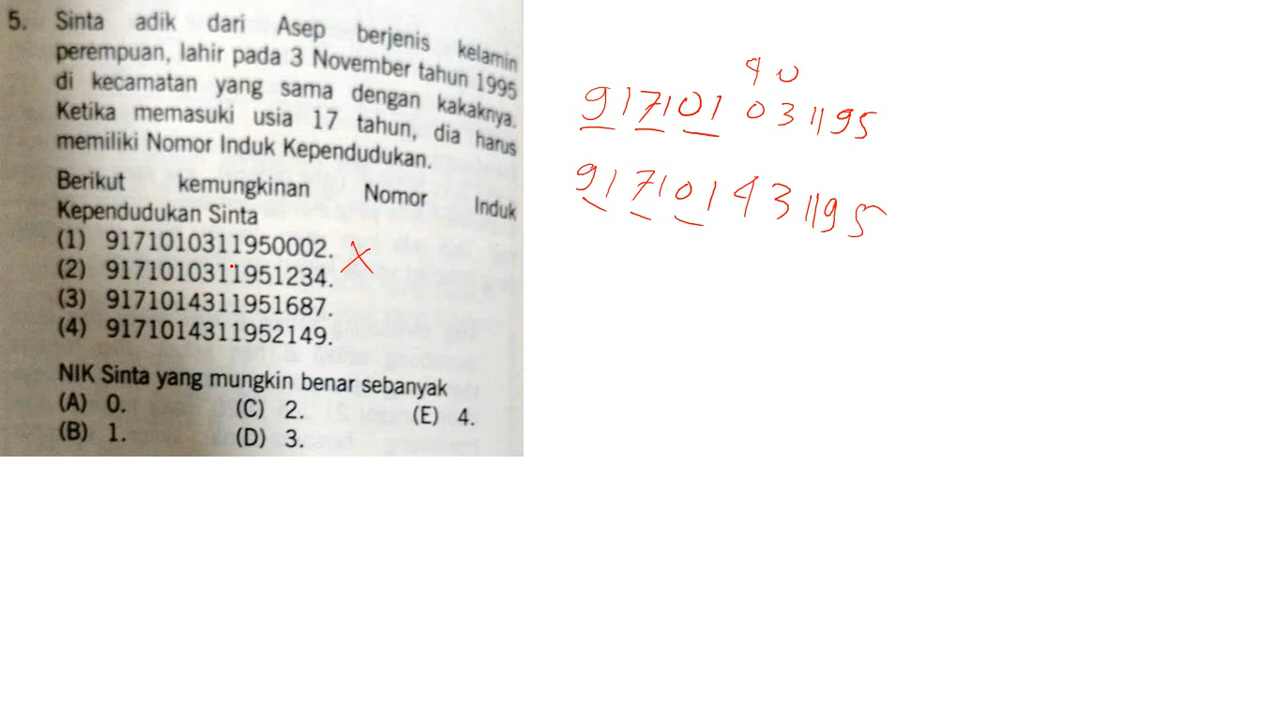 5. Sinta adik dari Asep berjenis kelamin
perempuan, lahir pada 3 November tahun 1995
di kecamatan yang sama dengan kakaknya.
Ketika memasuki usia 17 tahun, dia harus
memiliki Nomor Induk Kependudukan.
Berikut kemungkinan Nomor Induk
Kependudukan Sinta
(1) 9171010311950002. X
(2) 9171010311951234.
(3) 9171014311951687.
(4) 9171014311952149.
NIK Sinta yang mungkin benar sebanyak
(A) 0. (C) 2. (E) 4.
(B) 1. (D) 3.
40
917101 031195
917101431195